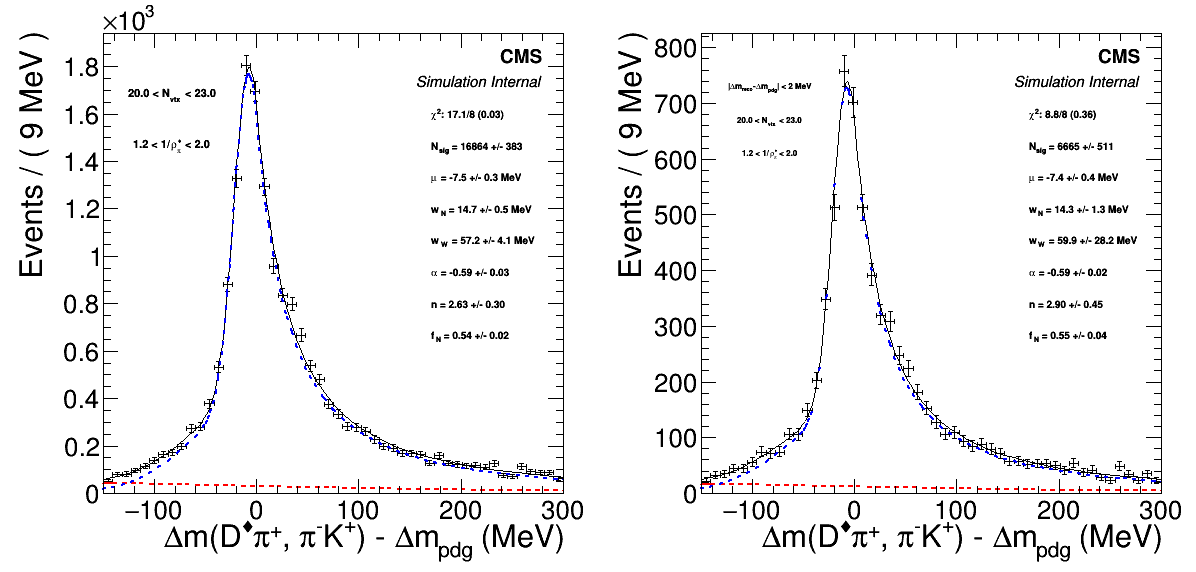 ×10³
CMS
Simulation Internal
20.0 < N_vtx < 23.0
1.2 < 1/ρ_π^♦ < 2.0
χ²: 17.1/8 (0.03)
N_sig = 16864 +/- 383
μ = -7.5 +/- 0.3 MeV
w_N = 14.7 +/- 0.5 MeV
w_W = 57.2 +/- 4.1 MeV
α = -0.59 +/- 0.03
n = 2.63 +/- 0.30
f_N = 0.54 +/- 0.02
Events / ( 9 MeV )
1.8
1.6
1.4
1.2
1
0.8
0.6
0.4
0.2
0
−100 0 100 200 300
Δm(D^♦π⁺, π⁻K⁺) - Δm_pdg (MeV)
CMS
Simulation Internal
|Δm_reco-Δm_pdg| < 2 MeV
20.0 < N_vtx < 23.0
1.2 < 1/ρ_π^♦ < 2.0
χ²: 8.8/8 (0.36)
N_sig = 6665 +/- 511
μ = -7.4 +/- 0.4 MeV
w_N = 14.3 +/- 1.3 MeV
w_W = 59.9 +/- 28.2 MeV
α = -0.59 +/- 0.02
n = 2.90 +/- 0.45
f_N = 0.55 +/- 0.04
Events / ( 9 MeV )
800
700
600
500
400
300
200
100
0
−100 0 100 200 300
Δm(D^♦π⁺, π⁻K⁺) - Δm_pdg (MeV)